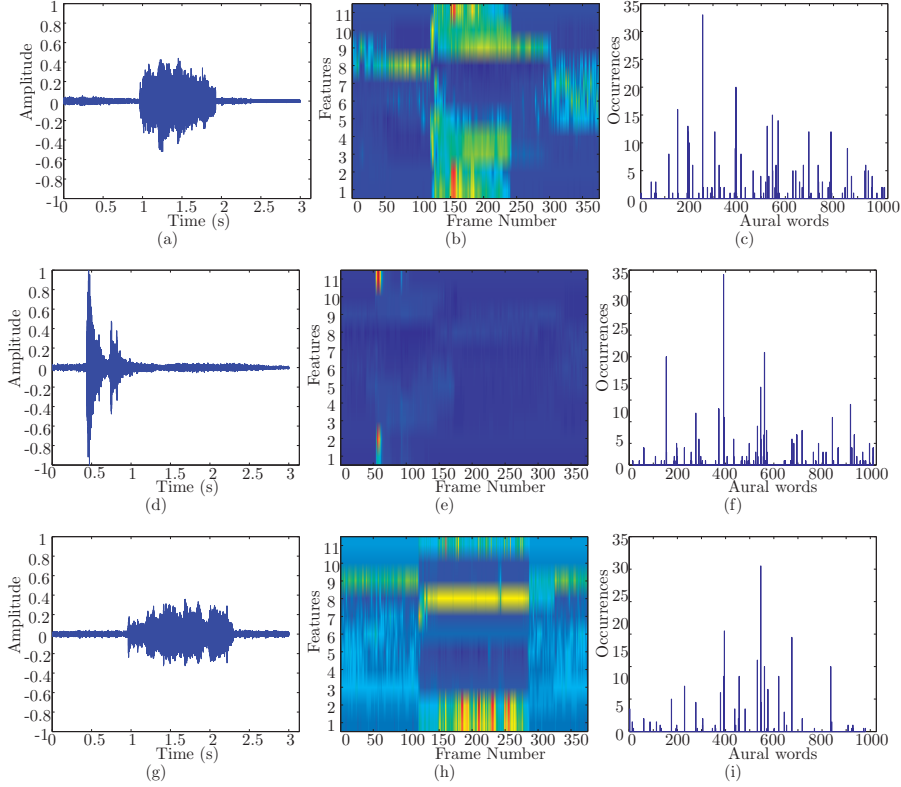 Amplitude
1
0.8
0.6
0.4
0.2
0
-0.2
-0.4
-0.6
-0.8
-1
0 0.5 1 1.5 2 2.5 3
Time (s)
(a)
Features
11
10
9
8
7
6
5
4
3
2
1
0 50 100 150 200 250 300 350
Frame Number
(b)
Occurrences
35
30
25
20
15
10
5
0
0 200 400 600 800 1000
Aural words
(c)
Amplitude
1
0.8
0.6
0.4
0.2
0
-0.2
-0.4
-0.6
-0.8
-1
0 0.5 1 1.5 2 2.5 3
Time (s)
(d)
Features
11
10
9
8
7
6
5
4
3
2
1
0 50 100 150 200 250 300 350
Frame Number
(e)
Occurrences
35
30
25
20
15
10
5
0 200 400 600 800 1000
Aural words
(f)
Amplitude
1
0.8
0.6
0.4
0.2
0
-0.2
-0.4
-0.6
-0.8
0 0.5 1 1.5 2 2.5 3
Time (s)
(g)
Features
11
10
9
8
7
6
5
4
3
2
1
0 50 100 150 200 250 300 350
Frame Number
(h)
Occurrences
35
30
25
20
15
10
5
0 200 400 600 800 1000
Aural words
(i)